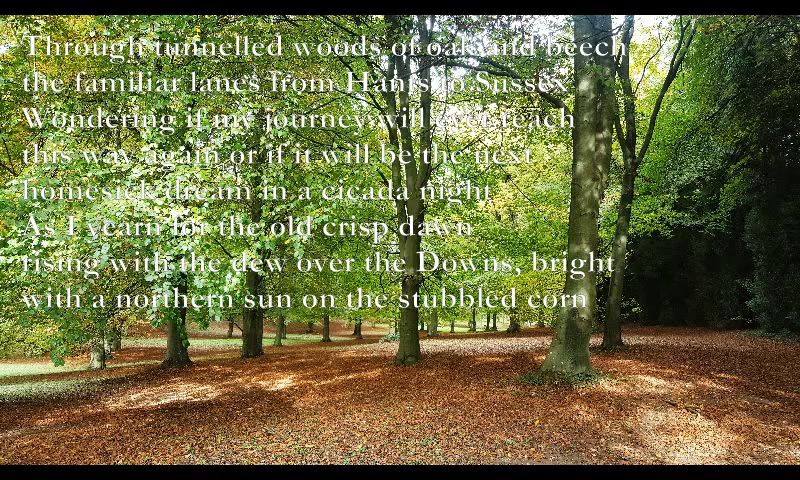 Through tunnelled woods of oak and beech
the familiar lanes from Hants to Sussex
Wondering if my journey will ever reach
this way again or if it will be the next
homesick dream in a cicada night
As I yearn for the old crisp dawn
rising with the dew over the Downs, bright
with a northern sun on the stubbled corn